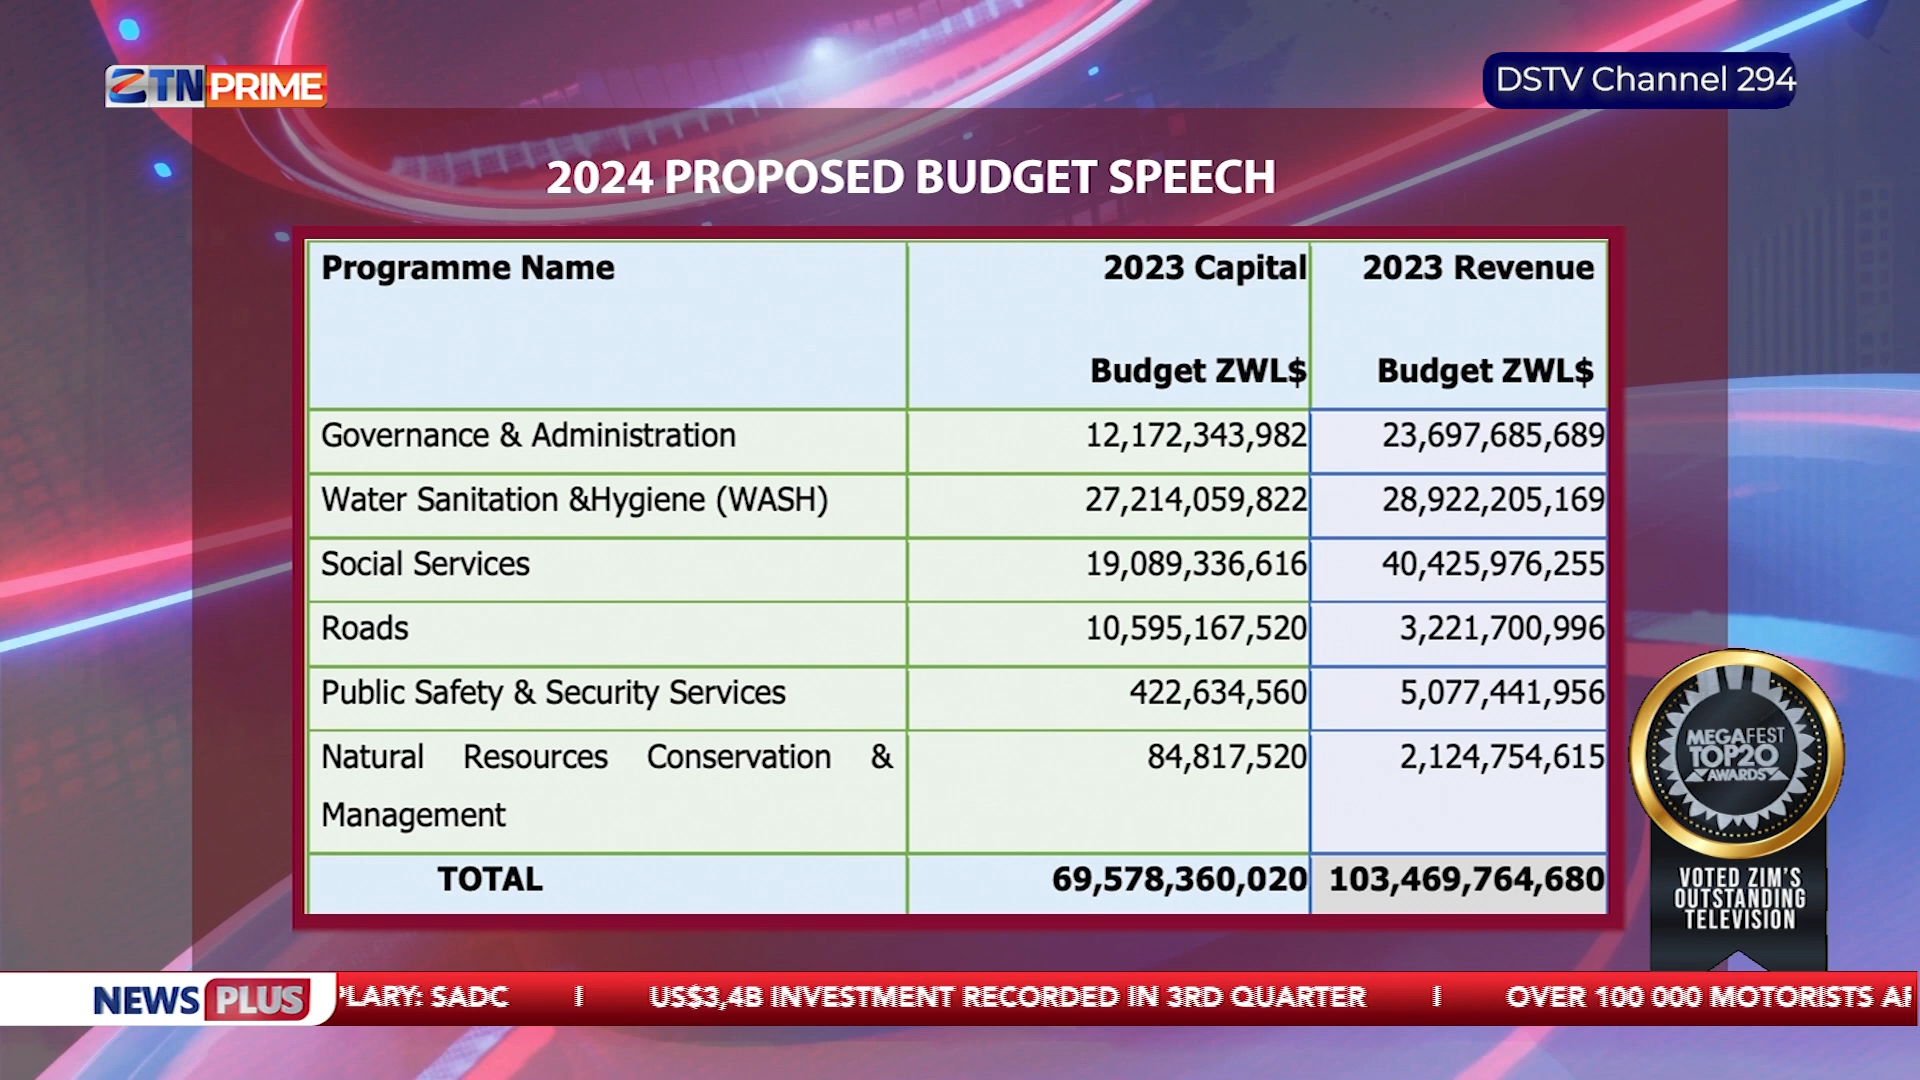 ZTN PRIME
DSTV Channel 294
2024 PROPOSED BUDGET SPEECH
Programme Name 2023 Capital Budget ZWL$ 2023 Revenue Budget ZWL$
Governance & Administration 12,172,343,982 23,697,685,689
Water Sanitation &Hygiene (WASH) 27,214,059,822 28,922,205,169
Social Services 19,089,336,616 40,425,976,255
Roads 10,595,167,520 3,221,700,996
Public Safety & Security Services 422,634,560 5,077,441,956
Natural Resources Conservation & 84,817,520 2,124,754,615
Management
TOTAL 69,578,360,020 103,469,764,680
MEGAFEST
TOP20
AWARDS
VOTED ZIM'S
OUTSTANDING
TELEVISION
NEWS PLUS
PLARY: SADC | US$3,4B INVESTMENT RECORDED IN 3RD QUARTER | OVER 100 000 MOTORISTS